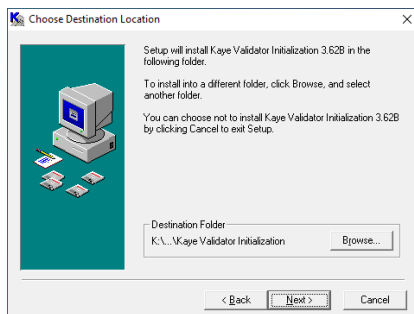 Choose Destination Location
Setup will install Kaye Validator Initialization 3.62B in the
following folder.
To install into a different folder, click Browse, and select
another folder.
You can choose not to install Kaye Validator Initialization 3.62B
by clicking Cancel to exit Setup.
Destination Folder
K:\...\Kaye Validator Initialization
Browse...
< Back
Next >
Cancel